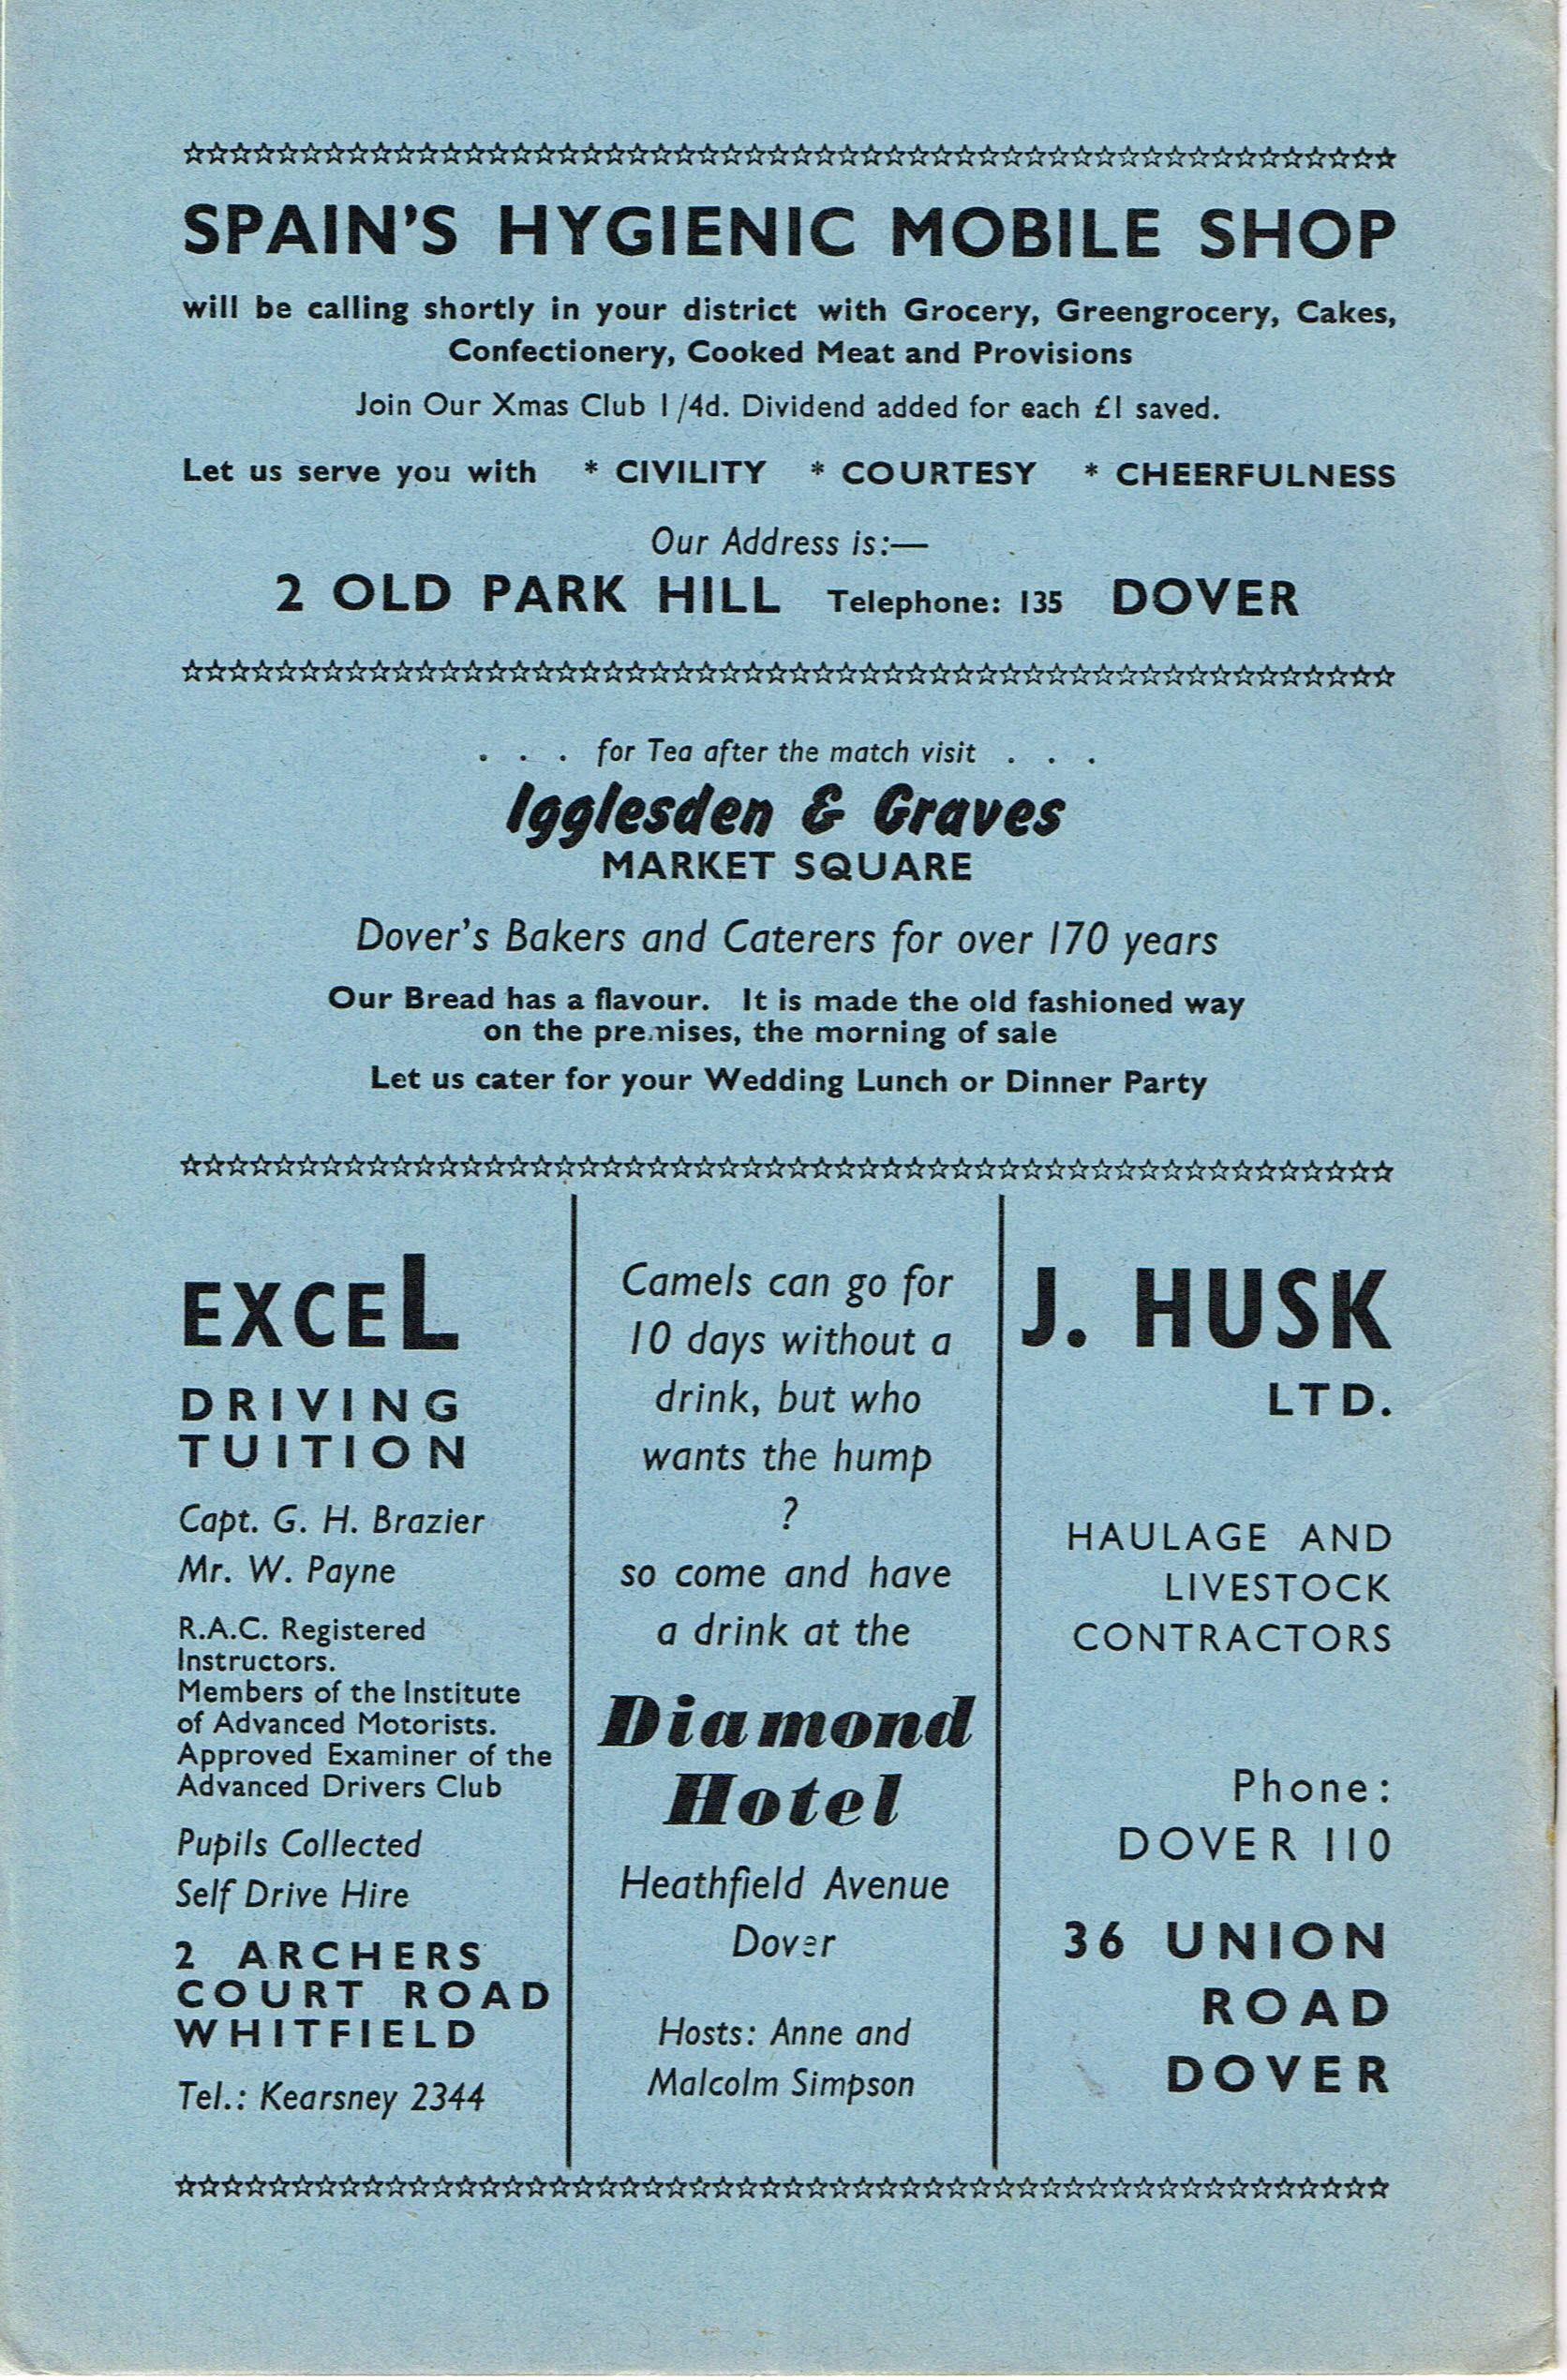 SPAIN'S HYGIENIC MOBILE SHOP
will be calling shortly in your district with Grocery, Greengrocery, Cakes,
Confectionery, Cooked Meat and Provisions
Join Our Xmas Club 1/4d. Dividend added for each £1 saved.
Let us serve you with * CIVILITY * COURTESY * CHEERFULNESS
Our Address is:—
2 OLD PARK HILL Telephone: 135 DOVER
. . . for Tea after the match visit . . .
Igglesden & Graves
MARKET SQUARE
Dover's Bakers and Caterers for over 170 years
Our Bread has a flavour. It is made the old fashioned way
on the premises, the morning of sale
Let us cater for your Wedding Lunch or Dinner Party
EXCEL
DRIVING
TUITION
Capt. G. H. Brazier
Mr. W. Payne
R.A.C. Registered
Instructors.
Members of the Institute
of Advanced Motorists.
Approved Examiner of the
Advanced Drivers Club
Pupils Collected
Self Drive Hire
2 ARCHERS
COURT ROAD
WHITFIELD
Tel.: Kearsney 2344
Camels can go for
10 days without a
drink, but who
wants the hump
?
so come and have
a drink at the
Diamond
Hotel
Heathfield Avenue
Dover
Hosts: Anne and
Malcolm Simpson
J. HUSK
LTD.
HAULAGE AND
LIVESTOCK
CONTRACTORS
Phone:
DOVER 110
36 UNION
ROAD
DOVER